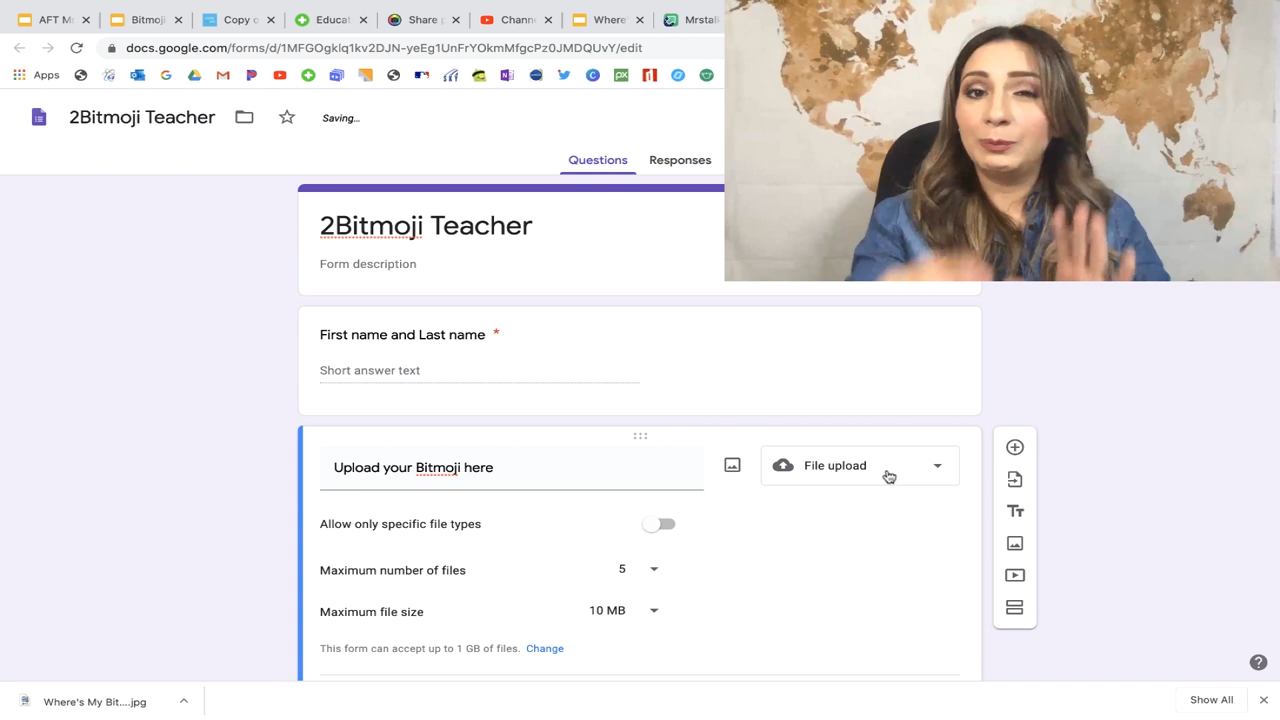 AFT M
Bitmoji
Copy o
Educat
Share p
Chann
Where'
Mrstal
docs.google.com/forms/d/1MFGOgklq1kv2DJN-yeEg1UnFrYOkmMfgcPz0JMDQUvY/edit
Apps
2Bitmoji Teacher
Saving...
Questions Responses
2Bitmoji Teacher
Form description
First name and Last name *
Short answer text
Upload your Bitmoji here
File upload
Allow only specific file types
Maximum number of files 5
Maximum file size 10 MB
This form can accept up to 1 GB of files. Change
Where's My Bit....jpg
Show All